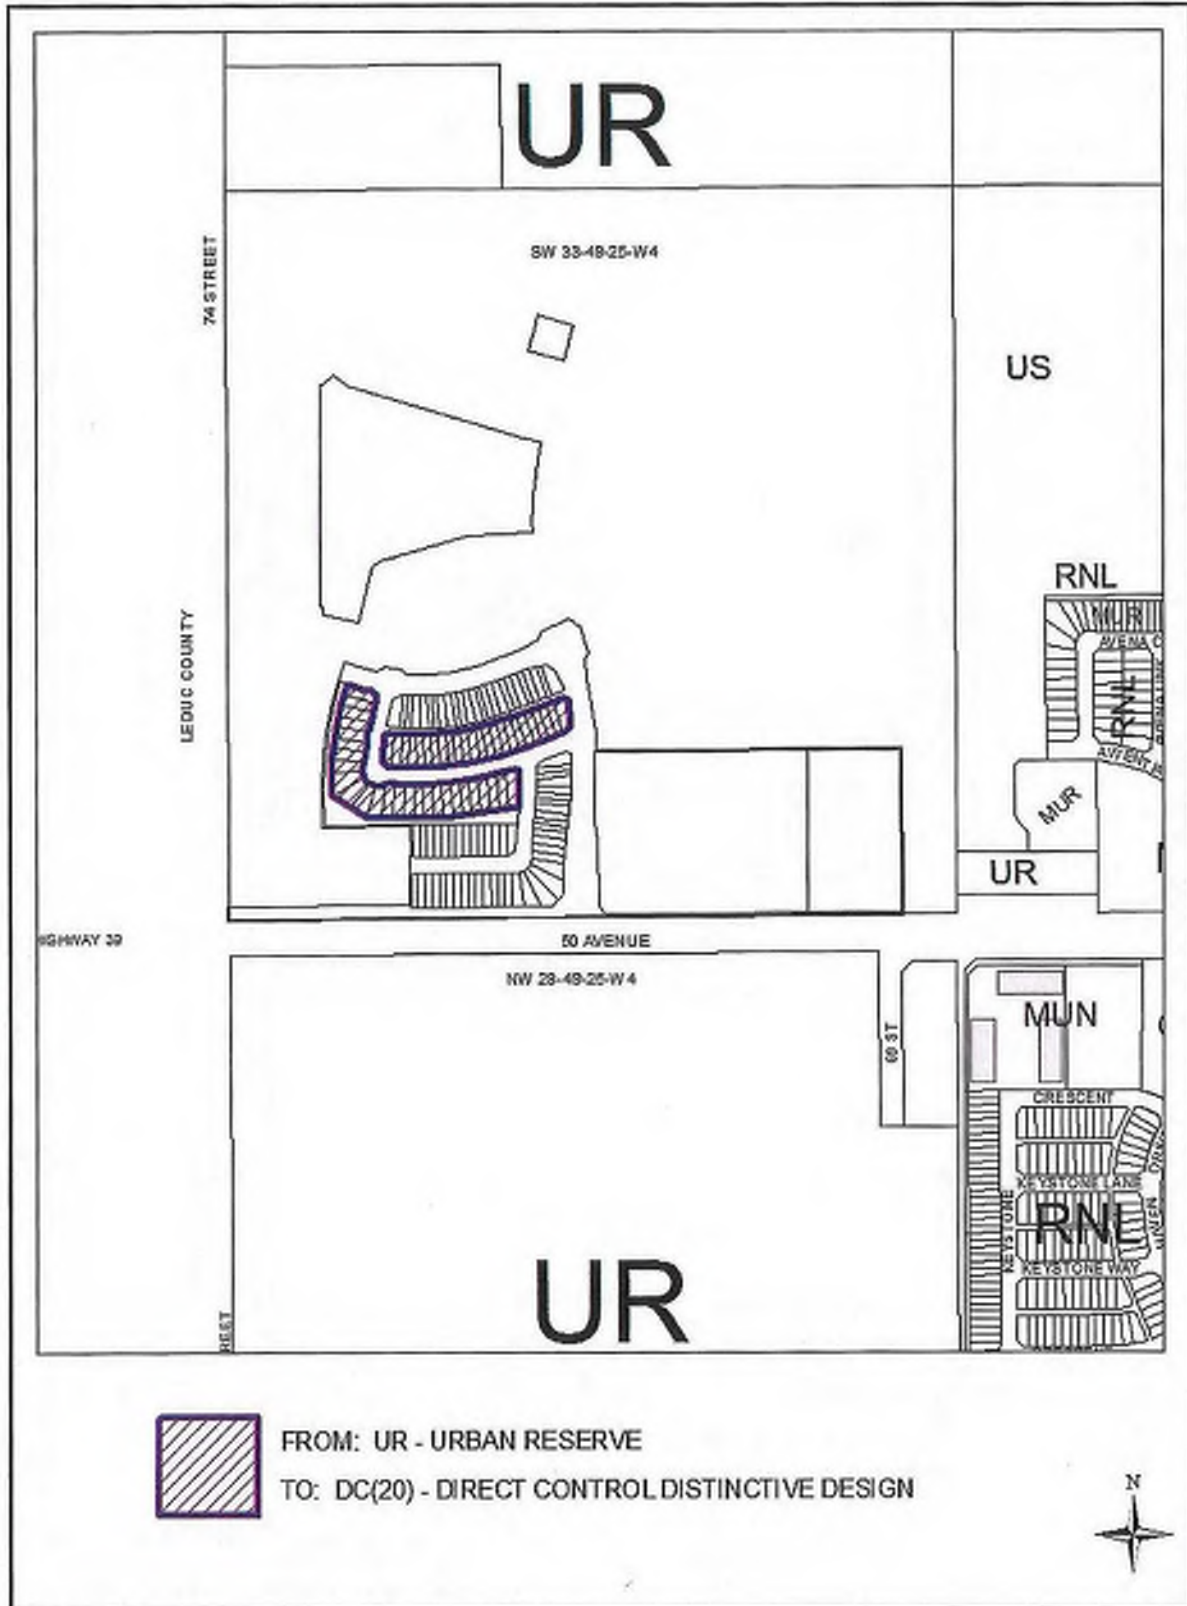 UR
SW 33-49-25-W4
74 STREET
US
RNL
MUR
AVENA C
LEDUC COUNTY
RNL
MUR
UR
HIGHWAY 39
50 AVENUE
NW 28-49-25-W4
MUN
69 ST
CRESCENT
KEYSTONE LANE
KEYSTONE
RNL
KEYSTONE WAY
UR
REET
FROM: UR - URBAN RESERVE
TO: DC(20) - DIRECT CONTROL DISTINCTIVE DESIGN
N